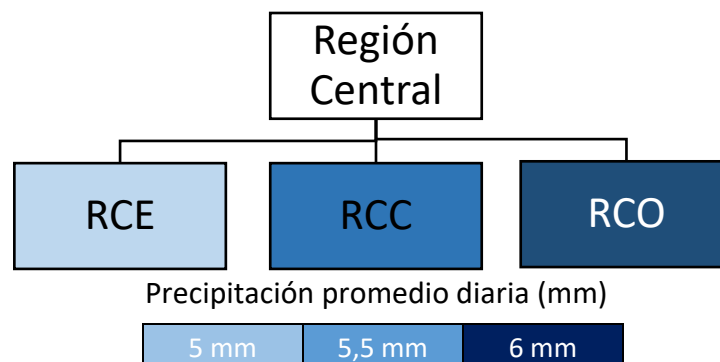 Región
Central
RCE
RCC
RCO
Precipitación promedio diaria (mm)
5 mm
5,5 mm
6 mm